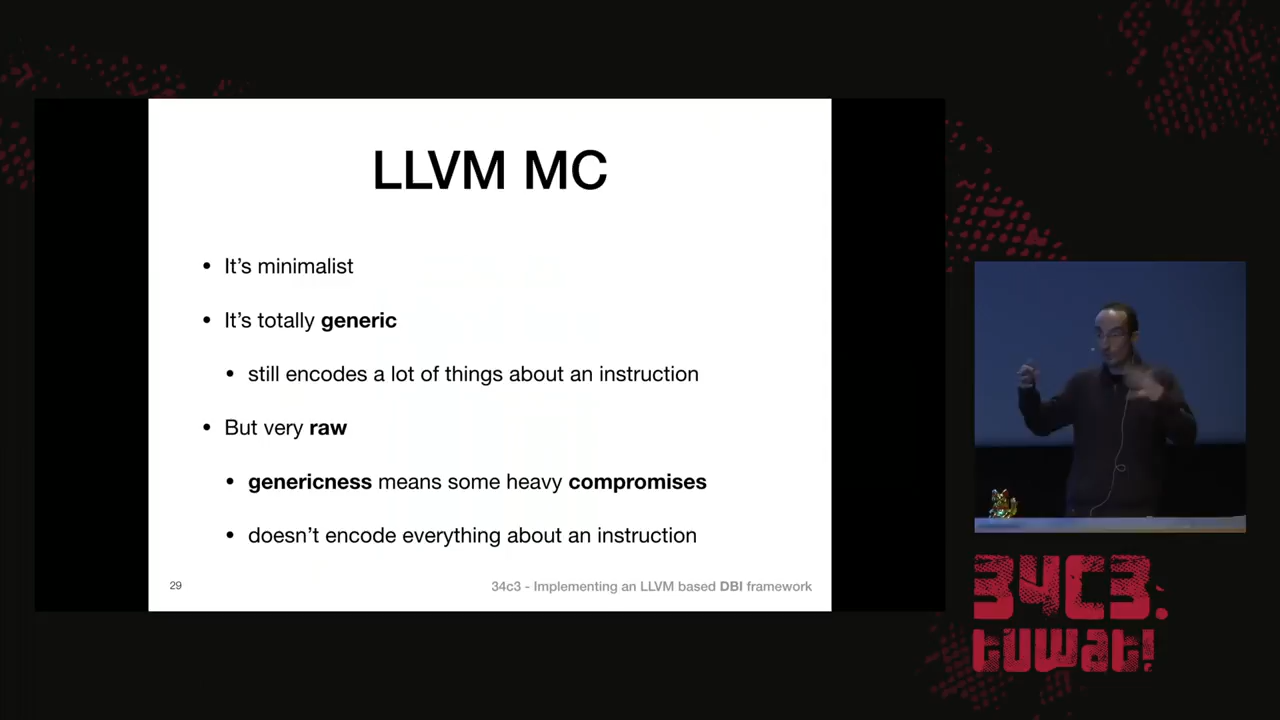 LLVM MC
• It's minimalist
• It's totally generic
• still encodes a lot of things about an instruction
• But very raw
• genericness means some heavy compromises
• doesn't encode everything about an instruction
29
34c3 - Implementing an LLVM based DBI framework
34C3.
tuwat!